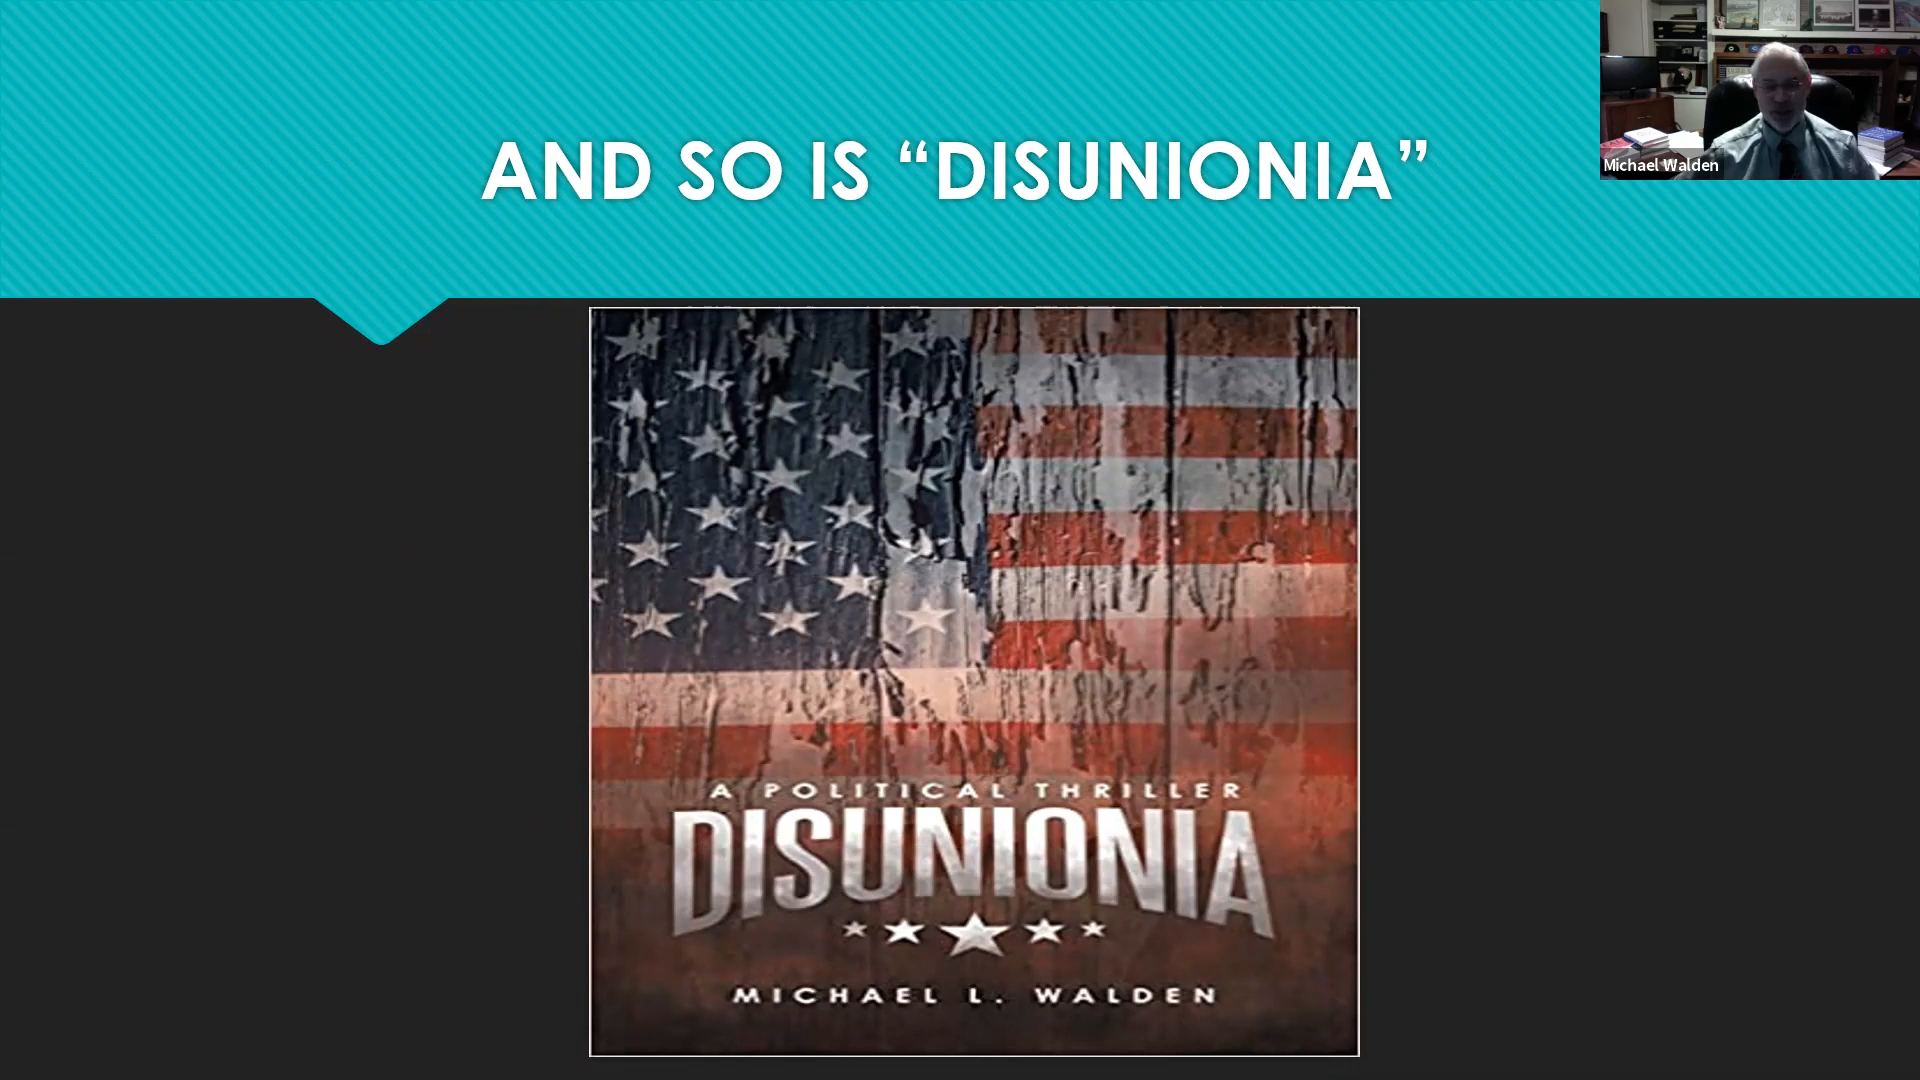 AND SO IS “DISUNIONIA”
Michael Walden
A POLITICAL THRILLER
DISUNIONIA
MICHAEL L. WALDEN